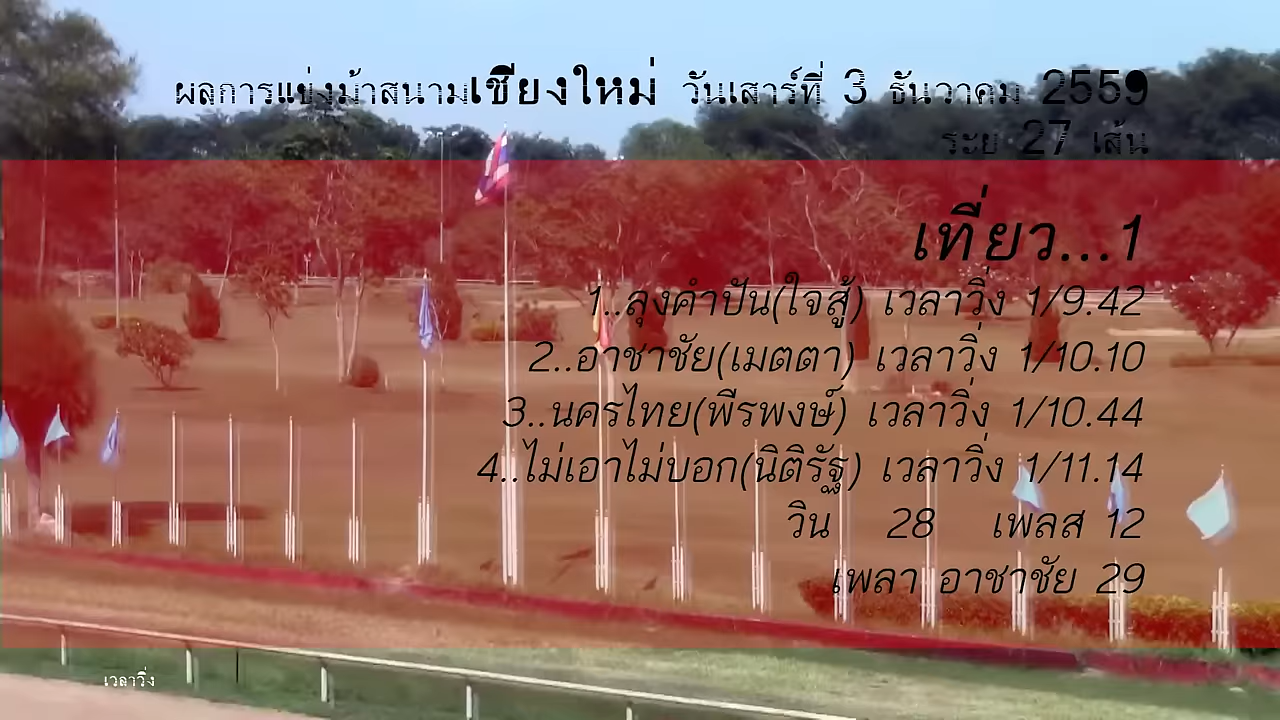 ผลการแข่งม้าสนามเชียงใหม่ วันเสาร์ที่ 3 ธันวาคม 2559
ระยะ 27 เส้น
เที่ยว...1
1..ลุงคำปัน(ใจสู้) เวลาวิ่ง 1/9.42
2..อาชาชัย(เมตตา) เวลาวิ่ง 1/10.10
3..นครไทย(พีรพงษ์) เวลาวิ่ง 1/10.44
4..ไม่เอาไม่บอก(นิติรัฐ) เวลาวิ่ง 1/11.14
วิน 28 เพลส 12
เพลา อาชาชัย 29
เวลาวิ่ง